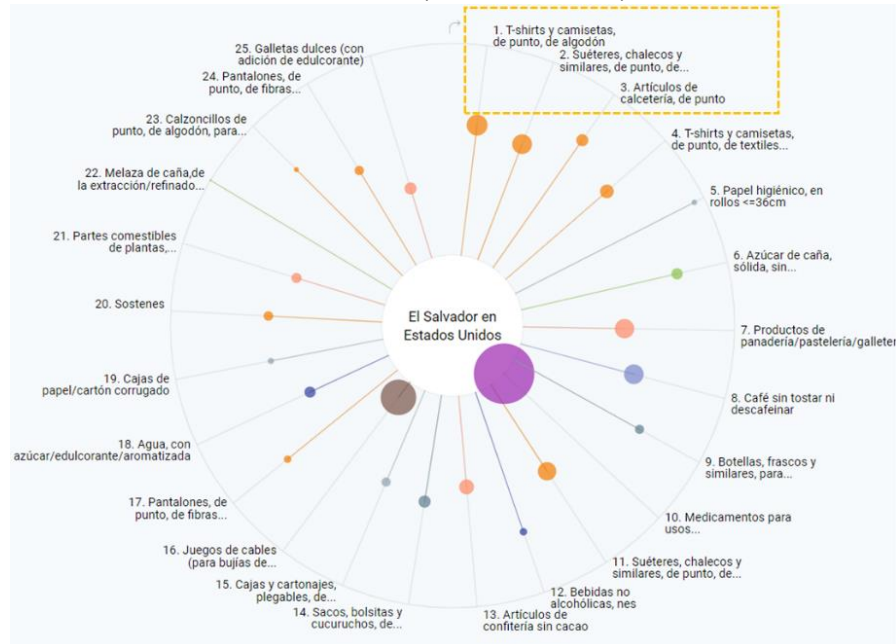 1. T-shirts y camisetas,
de punto, de algodón
2. Suéteres, chalecos y
similares, de punto, de...
3. Artículos de
calcetería, de punto
4. T-shirts y camisetas,
de punto, de textiles...
5. Papel higiénico, en
rollos <=36cm
6. Azúcar de caña,
sólida, sin...
7. Productos de
panadería/pastelería/galleter
8. Café sin tostar ni
descafeinar
9. Botellas, frascos y
similares, para...
10. Medicamentos para
usos...
11. Suéteres, chalecos y
similares, de punto, de...
12. Bebidas no
alcohólicas, nes
13. Artículos de
confitería sin cacao
14. Sacos, bolsitas y
cucuruchos, de...
15. Cajas y cartonajes,
plegables, de...
16. Juegos de cables
(para bujías de...
17. Pantalones, de
punto, de fibras...
18. Agua, con
azúcar/edulcorante/aromatizada
19. Cajas de
papel/cartón corrugado
20. Sostenes
21. Partes comestibles
de plantas,...
22. Melaza de caña,de
la extracción/refinado...
23. Calzoncillos de
punto, de algodón, para...
24. Pantalones, de
punto, de fibras...
25. Galletas dulces (con
adición de edulcorante)
El Salvador en
Estados Unidos